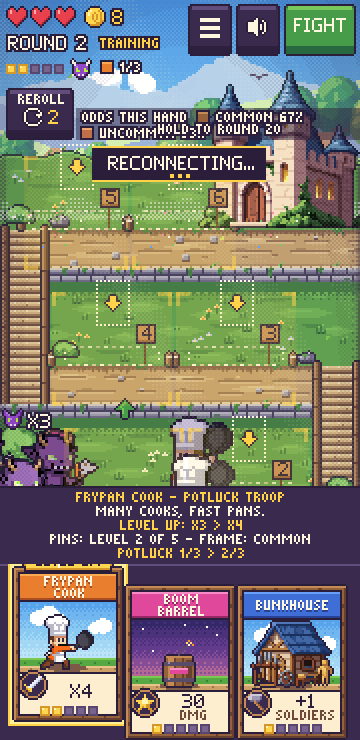 8
FIGHT
ROUND 2 TRAINING
1/3
REROLL
2
ODDS THIS HAND COMMON 67%
HOLD TO ROUND 20
RECONNECTING...
5
6
4
3
X3
2
FRYPAN COOK - POTLUCK TROOP
MANY COOKS, FAST PANS.
LEVEL UP: X3 > X4
PINS: LEVEL 2 OF 5 - FRAME: COMMON
POTLUCK 1/3 > 2/3
FRYPAN
COOK
X4
BOOM
BARREL
30
DMG
BUNKHOUSE
+1
SOLDIERS